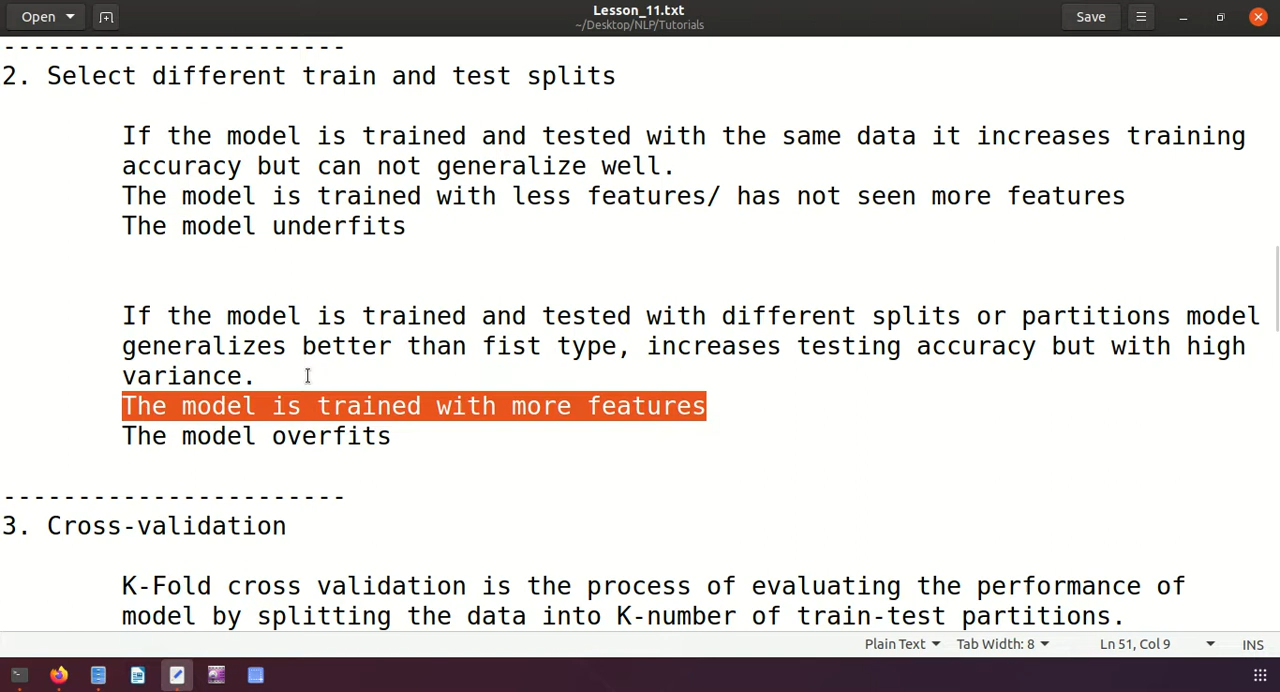 Open
Lesson_11.txt
~/Desktop/NLP/Tutorials
Save
-----------------------
2. Select different train and test splits
If the model is trained and tested with the same data it increases training
accuracy but can not generalize well.
The model is trained with less features/ has not seen more features
The model underfits
If the model is trained and tested with different splits or partitions model
generalizes better than fist type, increases testing accuracy but with high
variance.
The model is trained with more features
The model overfits
-----------------------
3. Cross-validation
K-Fold cross validation is the process of evaluating the performance of
model by splitting the data into K-number of train-test partitions.
Plain Text Tab Width: 8 Ln 51, Col 9 INS